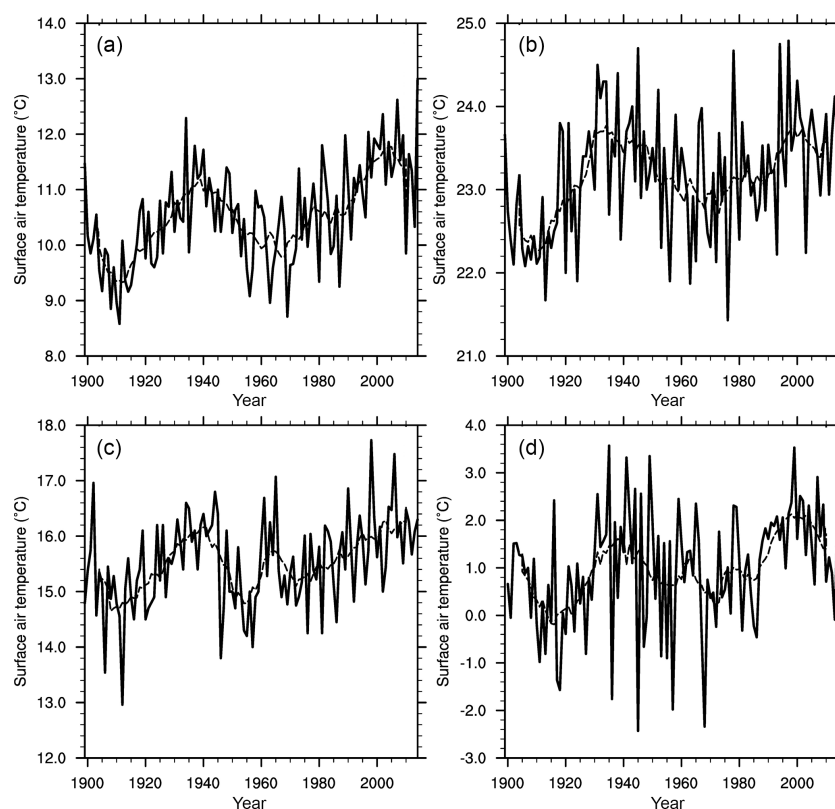 (a)
Surface air temperature (°C)
14.0
13.0
12.0
11.0
10.0
9.0
8.0
1900 1920 1940 1960 1980 2000
Year
(b)
Surface air temperature (°C)
25.0
24.0
23.0
22.0
21.0
1900 1920 1940 1960 1980 2000
Year
(c)
Surface air temperature (°C)
18.0
17.0
16.0
15.0
14.0
13.0
12.0
1900 1920 1940 1960 1980 2000
Year
(d)
Surface air temperature (°C)
4.0
3.0
2.0
1.0
0.0
-1.0
-2.0
-3.0
1900 1920 1940 1960 1980 2000
Year